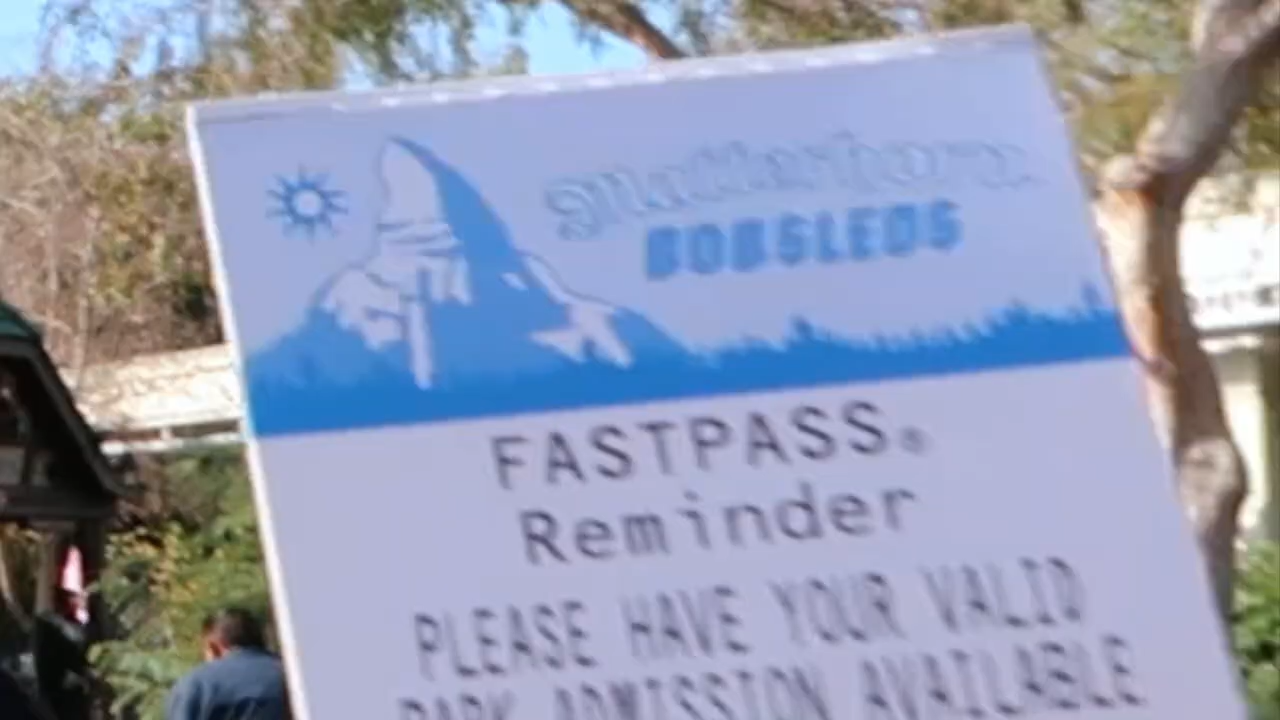 Matterhorn
BOBSLEDS
FASTPASS®
Reminder
PLEASE HAVE YOUR VALID
PARK ADMISSION AVAILABLE